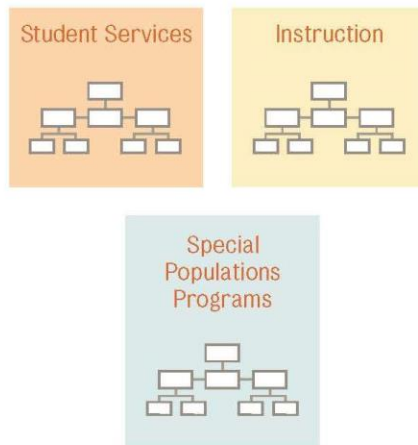 Student Services
Instruction
Special
Populations
Programs